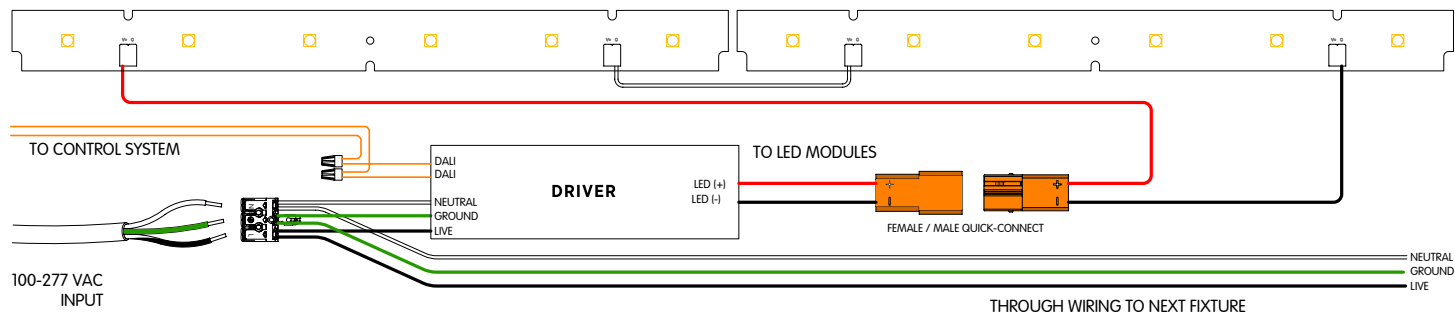 TO CONTROL SYSTEM
DALI
DALI
DRIVER
TO LED MODULES
LED (+)
LED (-)
NEUTRAL
GROUND
LIVE
+
+
FEMALE / MALE QUICK-CONNECT
100-277 VAC
INPUT
NEUTRAL
GROUND
LIVE
THROUGH WIRING TO NEXT FIXTURE